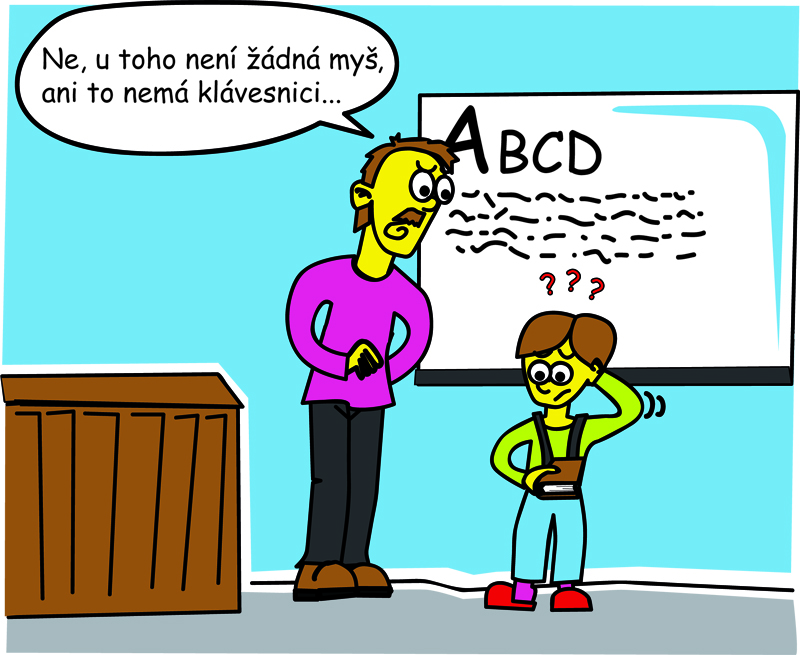 Ne, u toho není žádná myš,
ani to nemá klávesnici...
ABCD
? ? ?